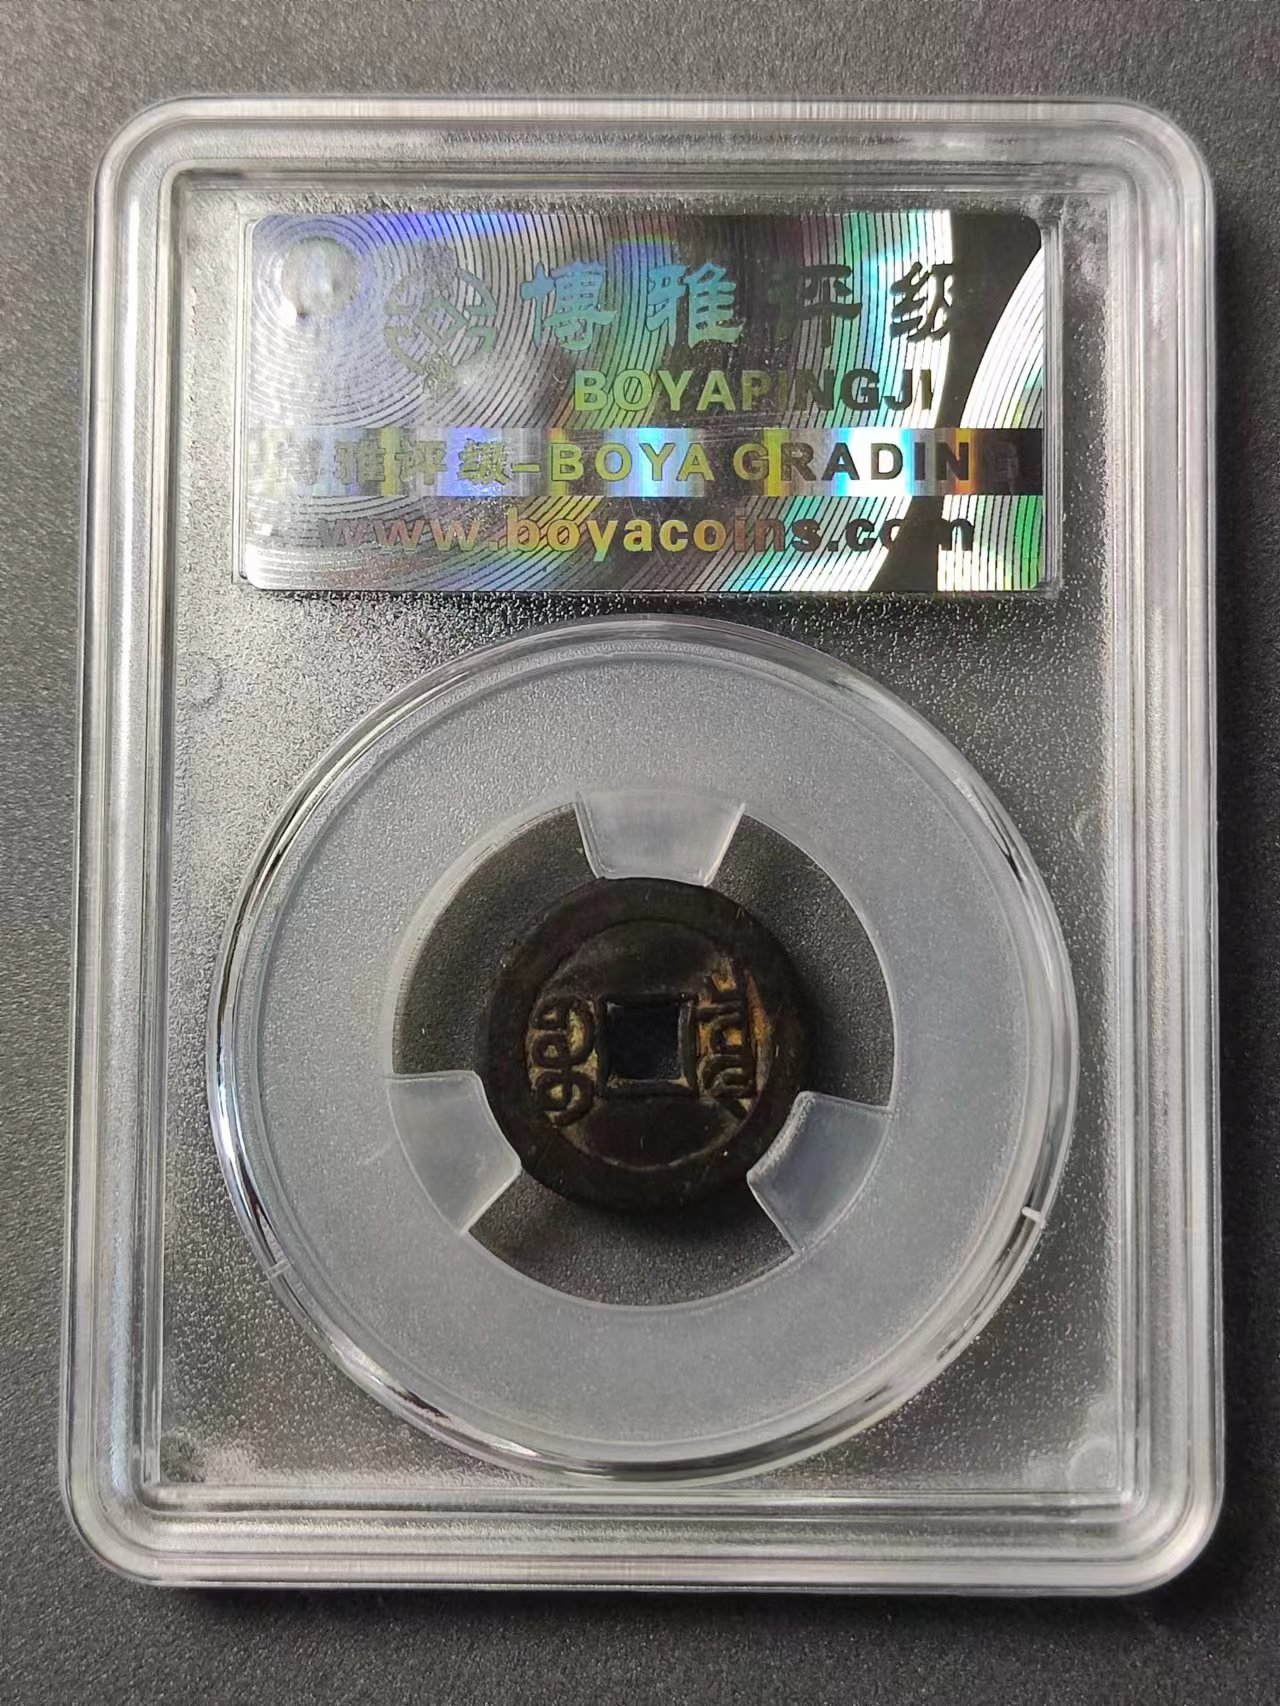 博雅评级
BOYAPINGJI
博雅评级-BOYA GRADING
www.boyacoins.com